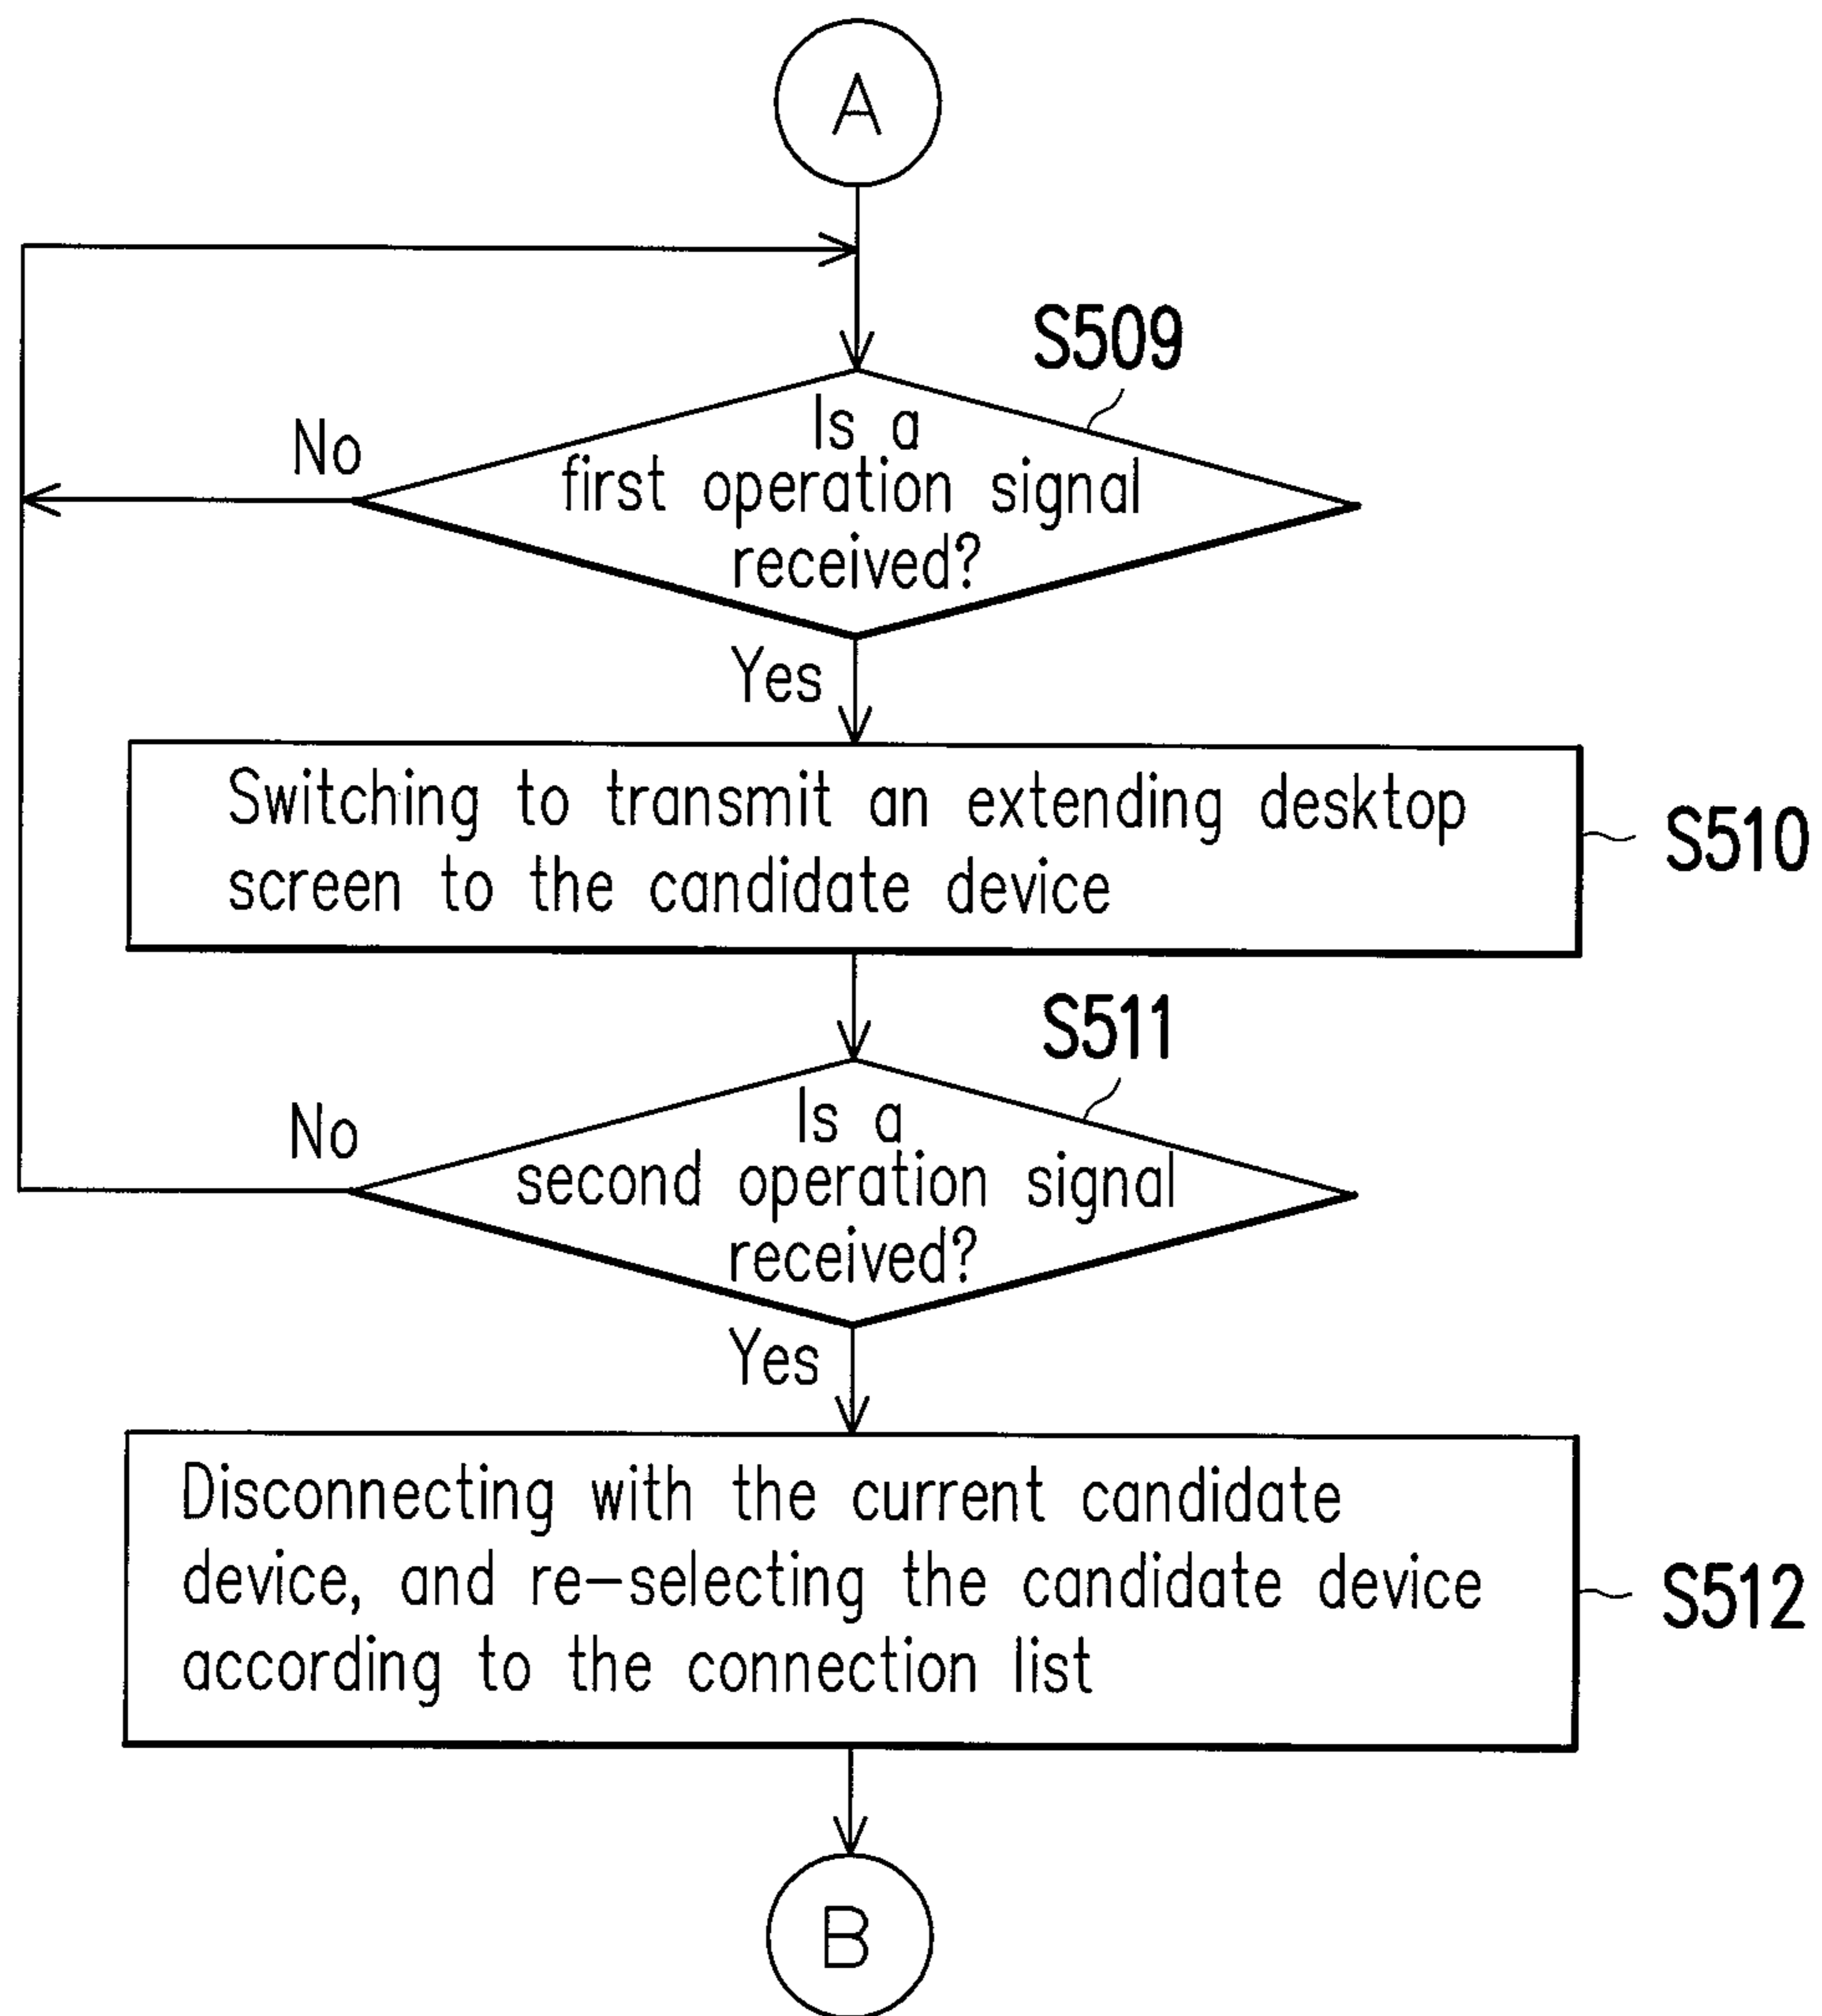 A
S509
No
Is a
first operation signal
received?
Yes
Switching to transmit an extending desktop
screen to the candidate device
S510
S511
No
Is a
second operation signal
received?
Yes
Disconnecting with the current candidate
device, and re-selecting the candidate device
according to the connection list
S512
B